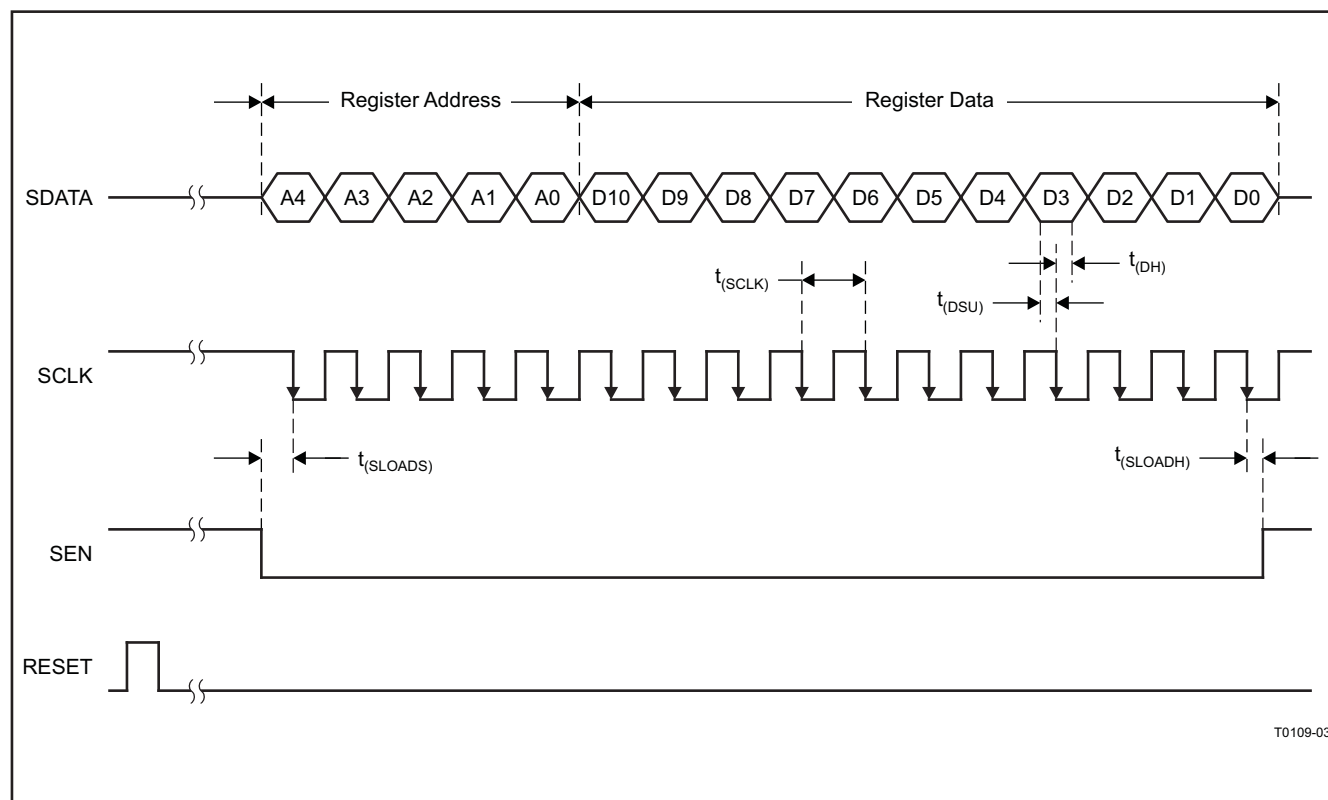 Register Address Register Data
SDATA A4 A3 A2 A1 A0 D10 D9 D8 D7 D6 D5 D4 D3 D2 D1 D0
t(DH)
t(SCLK)
t(DSU)
SCLK
t(SLOADS) t(SLOADH)
SEN
RESET
T0109-03